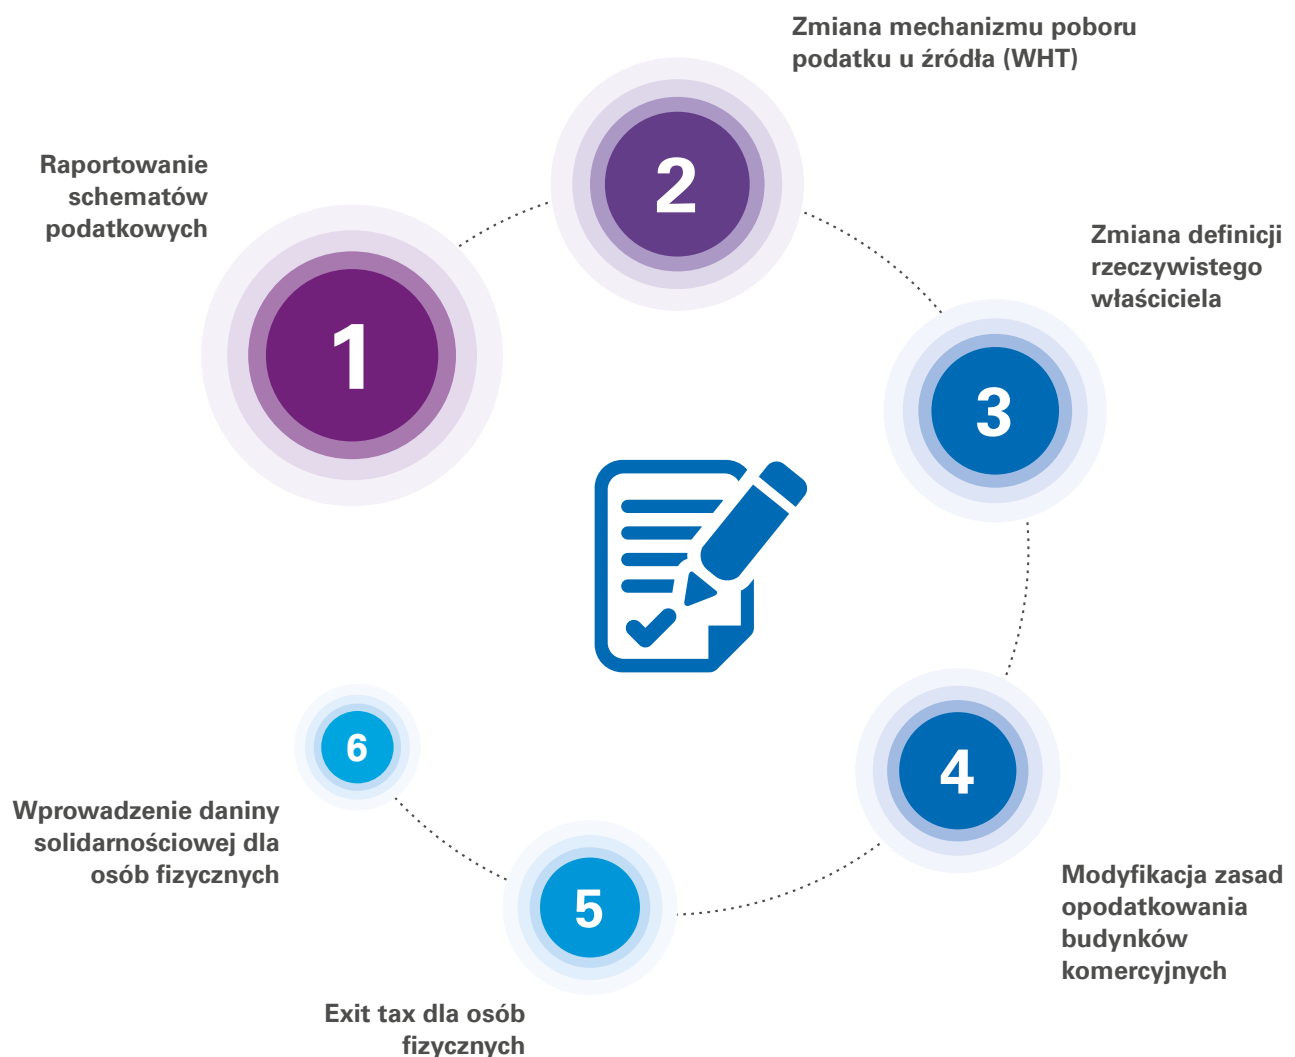 1
Raportowanie
schematów
podatkowych
2
Zmiana mechanizmu poboru
podatku u źródła (WHT)
3
Zmiana definicji
rzeczywistego
właściciela
4
Modyfikacja zasad
opodatkowania
budynków
komercyjnych
5
Exit tax dla osób
fizycznych
6
Wprowadzenie daniny
solidarnościowej dla
osób fizycznych